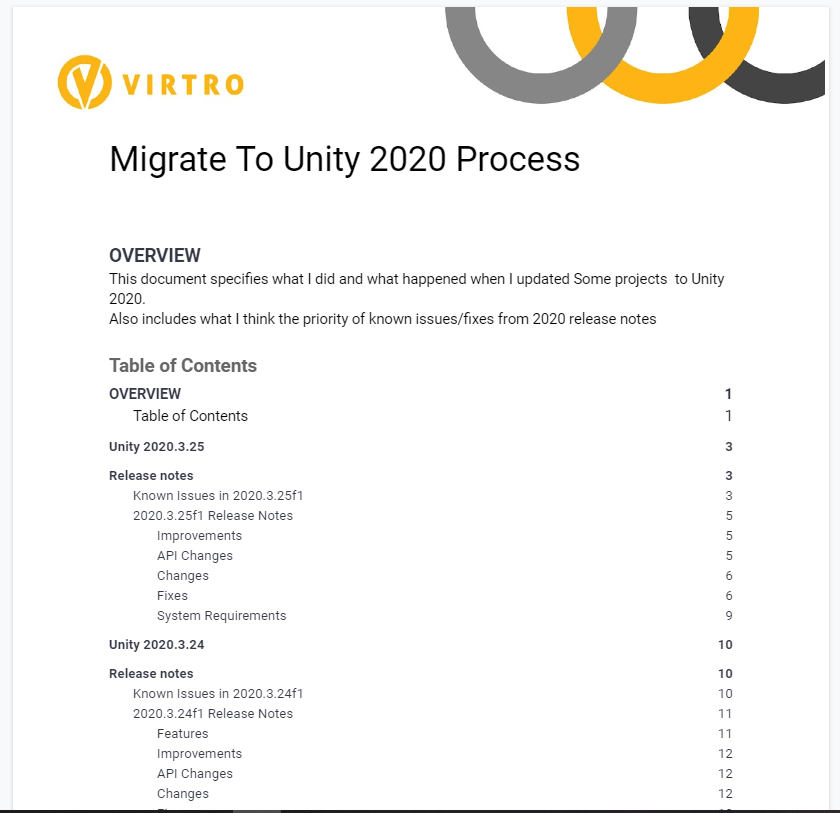 VIRTRO
Migrate To Unity 2020 Process
OVERVIEW
This document specifies what I did and what happened when I updated Some projects  to Unity
2020.
Also includes what I think the priority of known issues/fixes from 2020 release notes
Table of Contents
OVERVIEW 1
Table of Contents 1
Unity 2020.3.25 3
Release notes 3
Known Issues in 2020.3.25f1 3
2020.3.25f1 Release Notes 5
Improvements 5
API Changes 5
Changes 6
Fixes 6
System Requirements 9
Unity 2020.3.24 10
Release notes 10
Known Issues in 2020.3.24f1 10
2020.3.24f1 Release Notes 11
Features 11
Improvements 12
API Changes 12
Changes 12